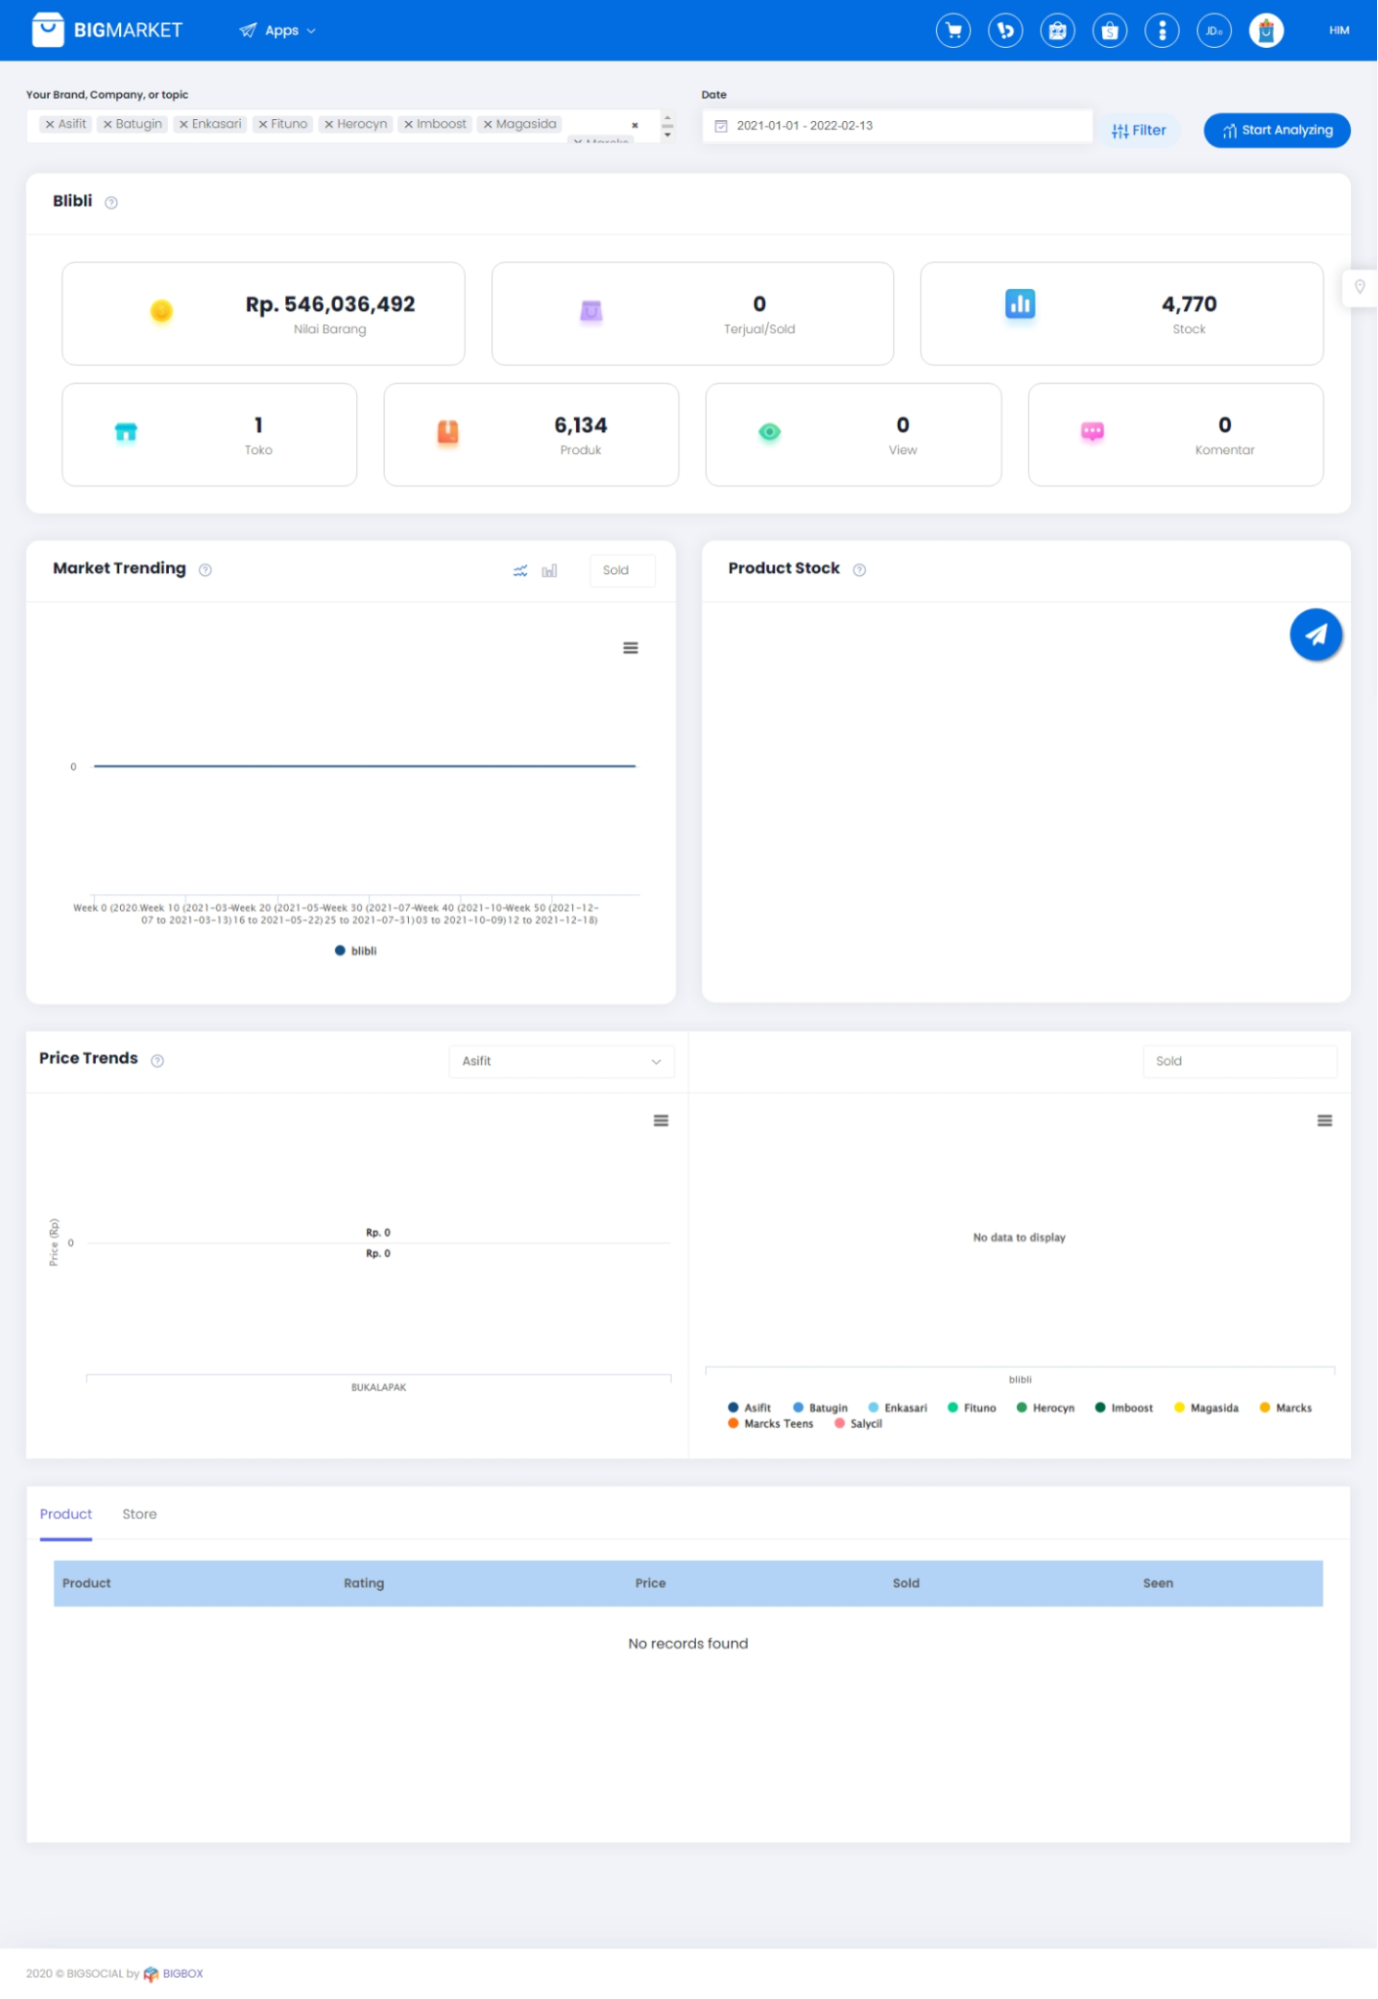 BIGMARKET Apps JD.ID HIM
Your Brand, Company, or topic Date
× Asifit × Batugin × Enkasari × Fituno × Herocyn × Imboost × Magasida × 2021-01-01 - 2022-02-13 Filter Start Analyzing
× Marcks
Blibli
Rp. 546,036,492 0 4,770
Nilai Barang Terjual/Sold Stock
1 6,134 0 0
Toko Produk View Komentar
Market Trending Sold Product Stock
0
Week 0 (2020. Week 10 (2021-03- Week 20 (2021-05- Week 30 (2021-07- Week 40 (2021-10- Week 50 (2021-12-
07 to 2021-03-13) 16 to 2021-05-22) 25 to 2021-07-31) 03 to 2021-10-09) 12 to 2021-12-18)
blibli
Price Trends Asifit Sold
Price (Rp)
Rp. 0
0
Rp. 0
No data to display
BUKALAPAK
blibli
Asifit Batugin Enkasari Fituno Herocyn Imboost Magasida Marcks
Marcks Teens Salycil
Product Store
Product Rating Price Sold Seen
No records found
2020 © BIGSOCIAL by BIGBOX